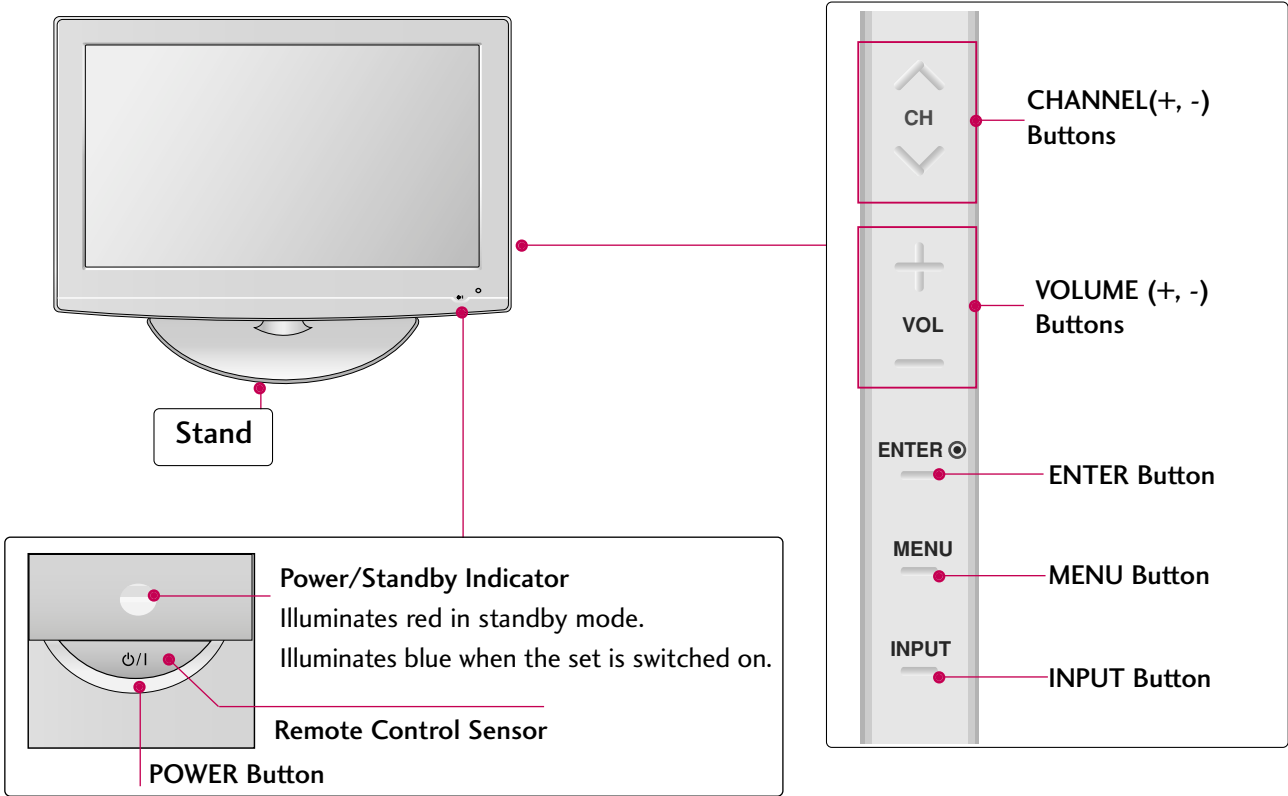 CH
CHANNEL(+, -)
Buttons
VOL
VOLUME (+, -)
Buttons
Stand
ENTER
ENTER Button
MENU
MENU Button
INPUT
INPUT Button
Power/Standby Indicator
Illuminates red in standby mode.
Illuminates blue when the set is switched on.
⏻/I
Remote Control Sensor
POWER Button